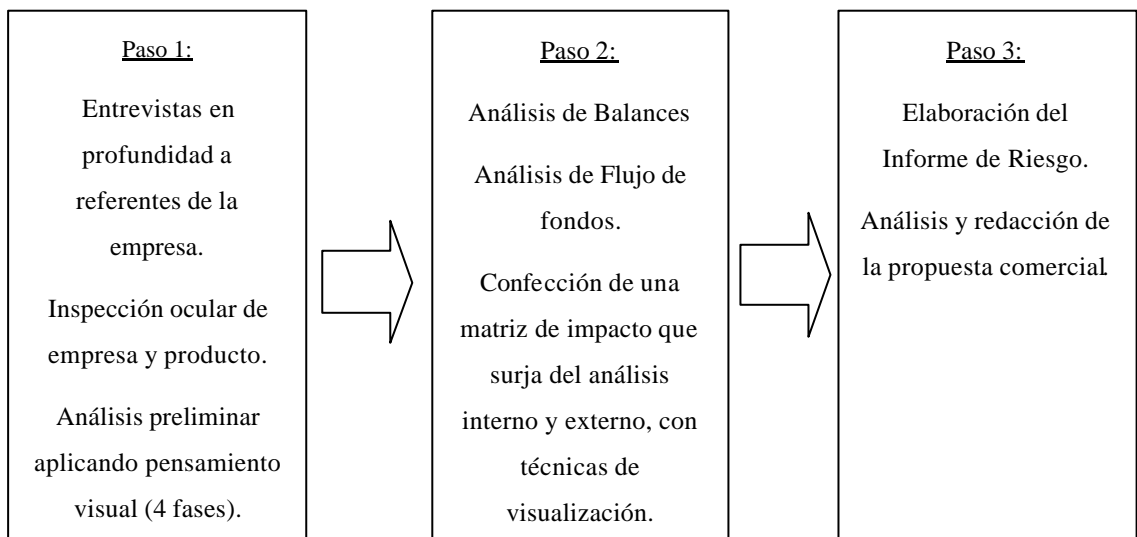 Paso 1:
Entrevistas en
profundidad a
referentes de la
empresa.
Inspección ocular de
empresa y producto.
Análisis preliminar
aplicando pensamiento
visual (4 fases).
Paso 2:
Análisis de Balances
Análisis de Flujo de
fondos.
Confección de una
matriz de impacto que
surja del análisis
interno y externo, con
técnicas de
visualización.
Paso 3:
Elaboración del
Informe de Riesgo.
Análisis y redacción de
la propuesta comercial.